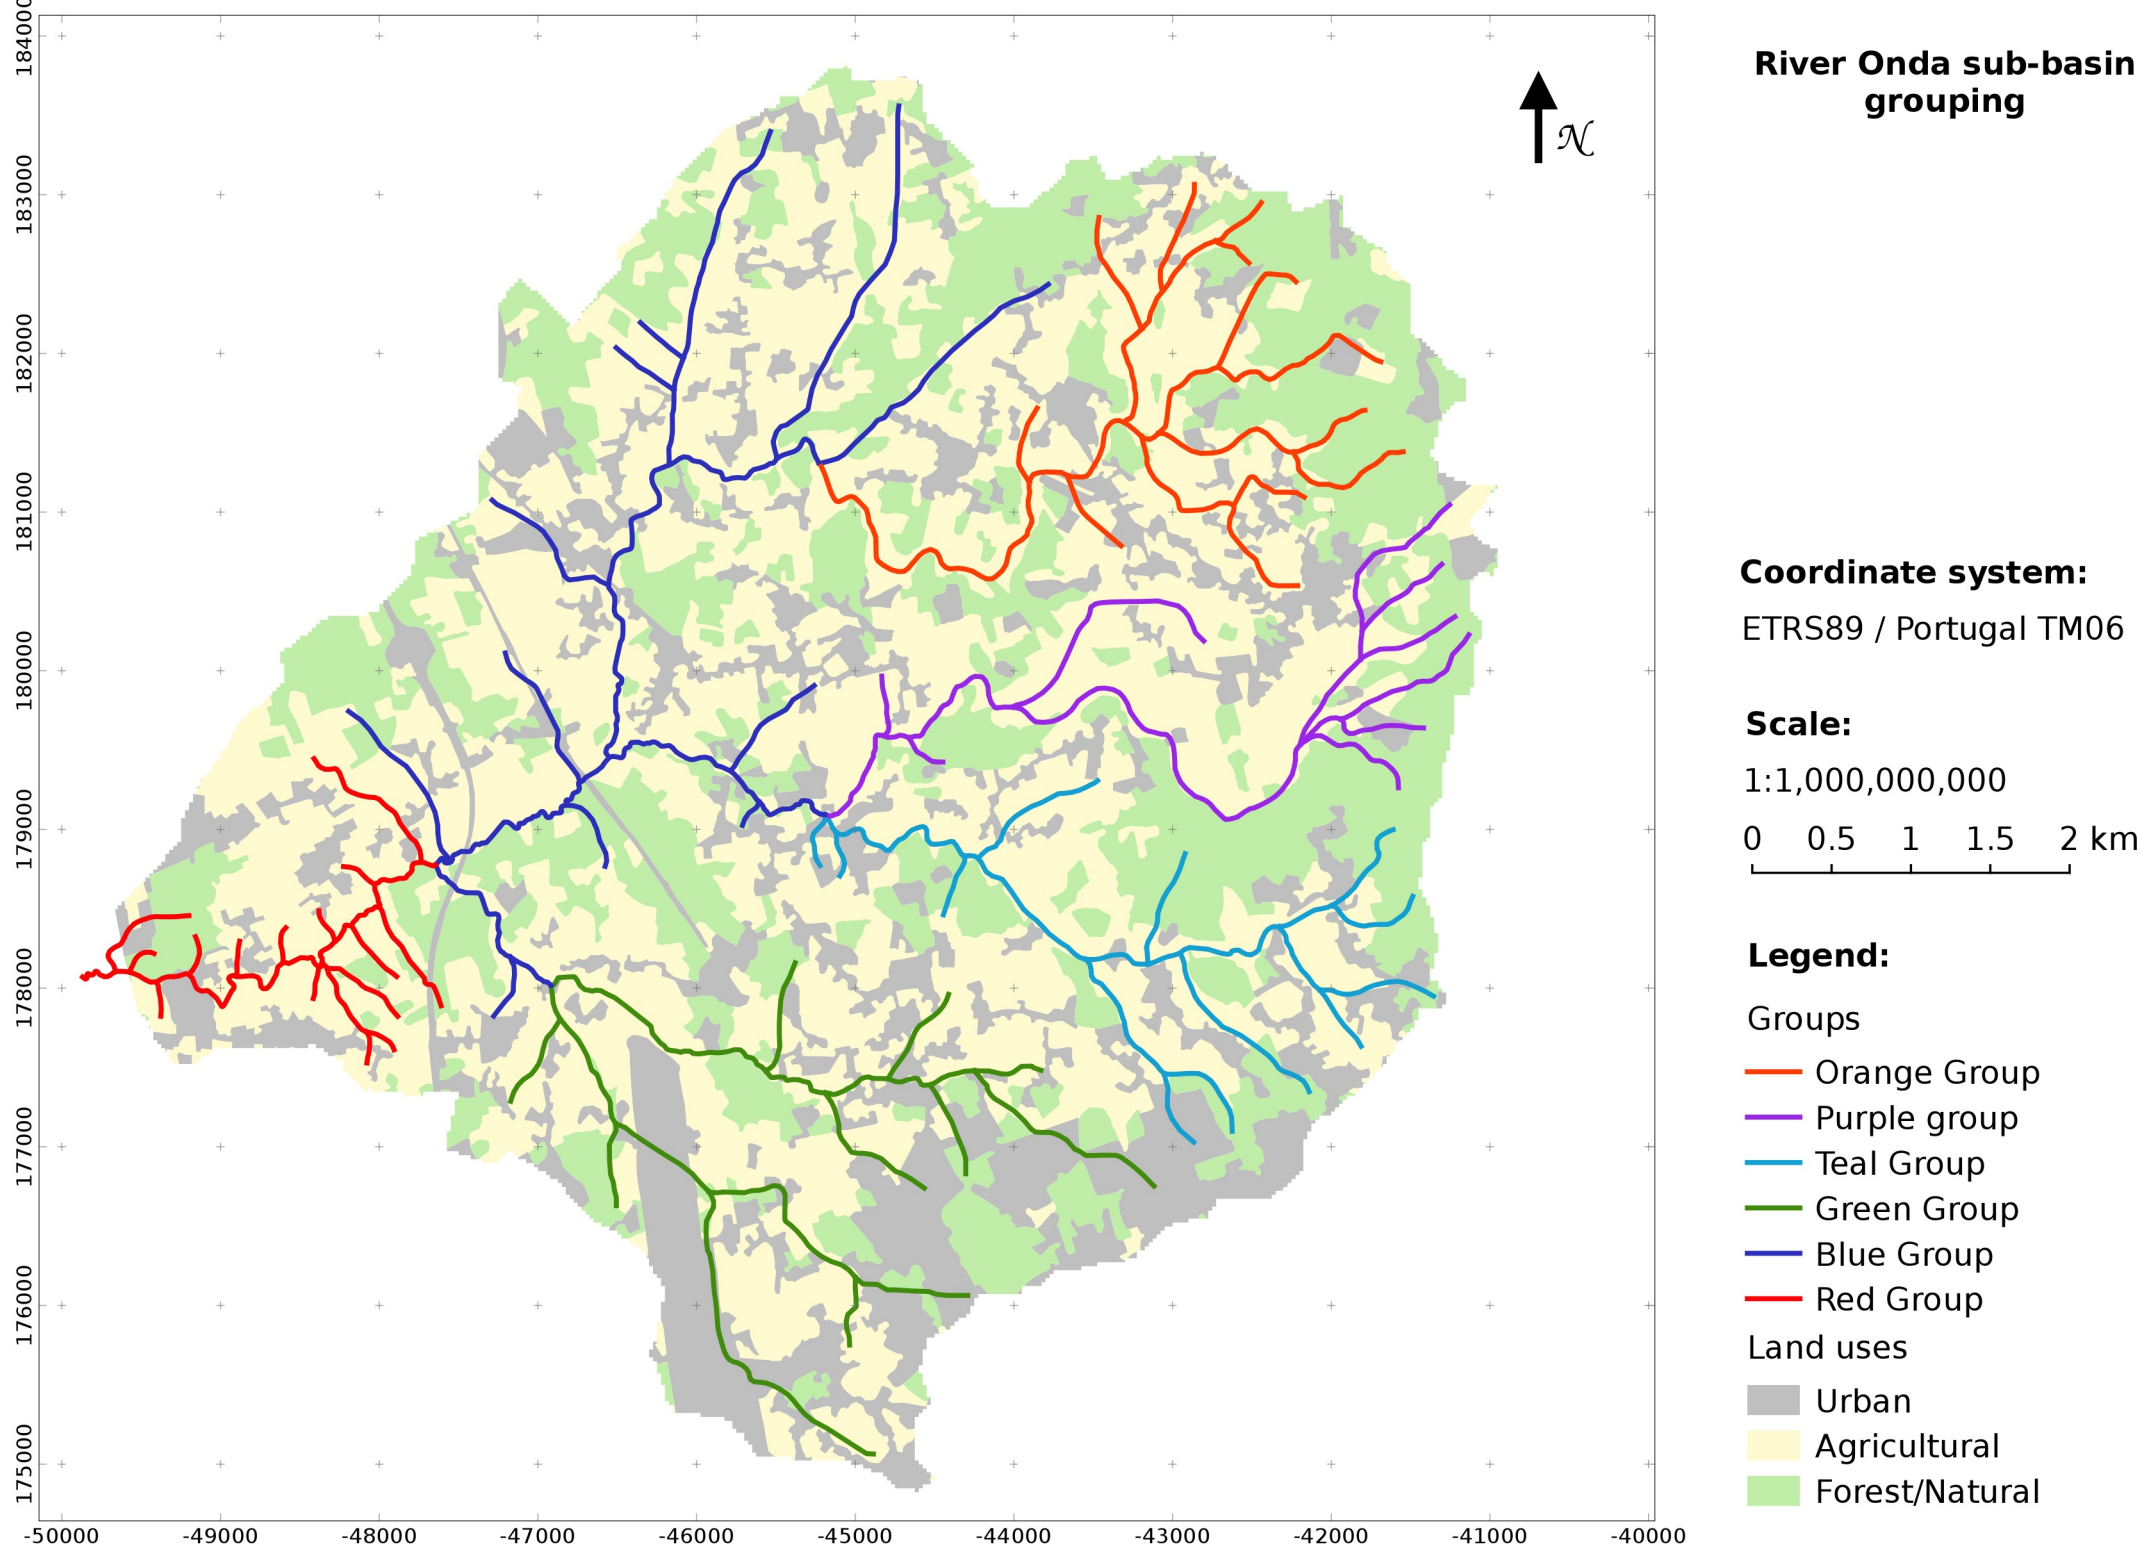 River Onda sub-basin
grouping
N
Coordinate system:
ETRS89 / Portugal TM06
Scale:
1:1,000,000,000
0 0.5 1 1.5 2 km
Legend:
Groups
Orange Group
Purple group
Teal Group
Green Group
Blue Group
Red Group
Land uses
Urban
Agricultural
Forest/Natural
184000
183000
182000
181000
180000
179000
178000
177000
176000
175000
-50000 -49000 -48000 -47000 -46000 -45000 -44000 -43000 -42000 -41000 -40000